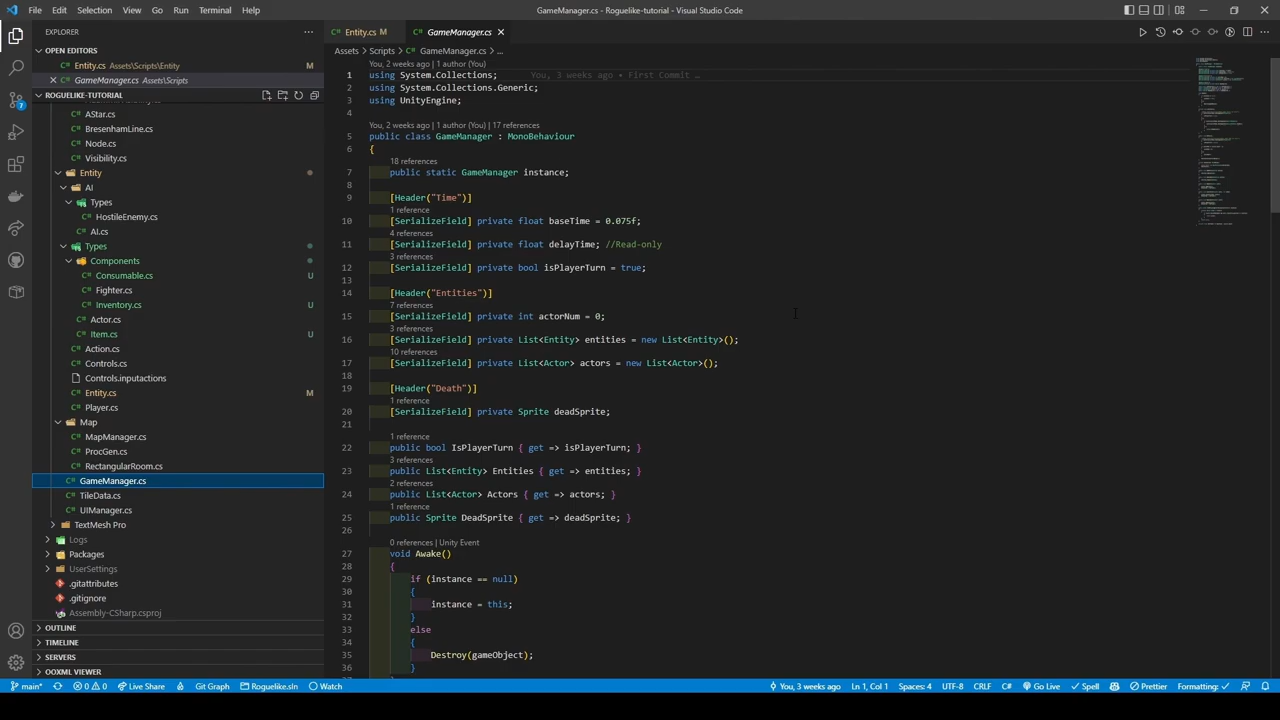 File Edit Selection View Go Run Terminal Help
GameManager.cs - Roguelike-tutorial - Visual Studio Code
EXPLORER
OPEN EDITORS
Entity.cs Assets\Scripts\Entity M
GameManager.cs Assets\Scripts
ROGUELIKE-TUTORIAL
AStar.cs
BresenhamLine.cs
Node.cs
Visibility.cs
Entity
AI
Types
HostileEnemy.cs
AI.cs
Types
Components
Consumable.cs U
Fighter.cs
Inventory.cs U
Actor.cs
Item.cs U
Action.cs
Controls.cs
Controls.inputactions
Entity.cs M
Player.cs
Map
MapManager.cs
ProcGen.cs
RectangularRoom.cs
GameManager.cs
TileData.cs
UIManager.cs
TextMesh Pro
Logs
Packages
UserSettings
.gitattributes
.gitignore
Assembly-CSharp.csproj
OUTLINE
TIMELINE
SERVERS
OOXML VIEWER
7
Entity.cs M
GameManager.cs
Assets > Scripts > GameManager.cs > ...
You, 2 weeks ago | 1 author (You)
1 using System.Collections; You, 3 weeks ago • First Commit …
2 using System.Collections.Generic;
3 using UnityEngine;
4
You, 2 weeks ago | 1 author (You) | 17 references
5 public class GameManager : MonoBehaviour
6 {
18 references
7 public static GameManager instance;
8
9 [Header("Time")]
1 reference
10 [SerializeField] private float baseTime = 0.075f;
4 references
11 [SerializeField] private float delayTime; //Read-only
3 references
12 [SerializeField] private bool isPlayerTurn = true;
13
14 [Header("Entities")]
7 references
15 [SerializeField] private int actorNum = 0;
3 references
16 [SerializeField] private List<Entity> entities = new List<Entity>();
10 references
17 [SerializeField] private List<Actor> actors = new List<Actor>();
18
19 [Header("Death")]
1 reference
20 [SerializeField] private Sprite deadSprite;
21
1 reference
22 public bool IsPlayerTurn { get => isPlayerTurn; }
3 references
23 public List<Entity> Entities { get => entities; }
2 references
24 public List<Actor> Actors { get => actors; }
1 reference
25 public Sprite DeadSprite { get => deadSprite; }
26
0 references | Unity Event
27 void Awake()
28 {
29 if (instance == null)
30 {
31 instance = this;
32 }
33 else
34 {
35 Destroy(gameObject);
36 }
main* 0 0 Live Share Git Graph Roguelike.sln Watch
You, 3 weeks ago Ln 1, Col 1 Spaces: 4 UTF-8 CRLF C# Go Live Spell Prettier Formatting: